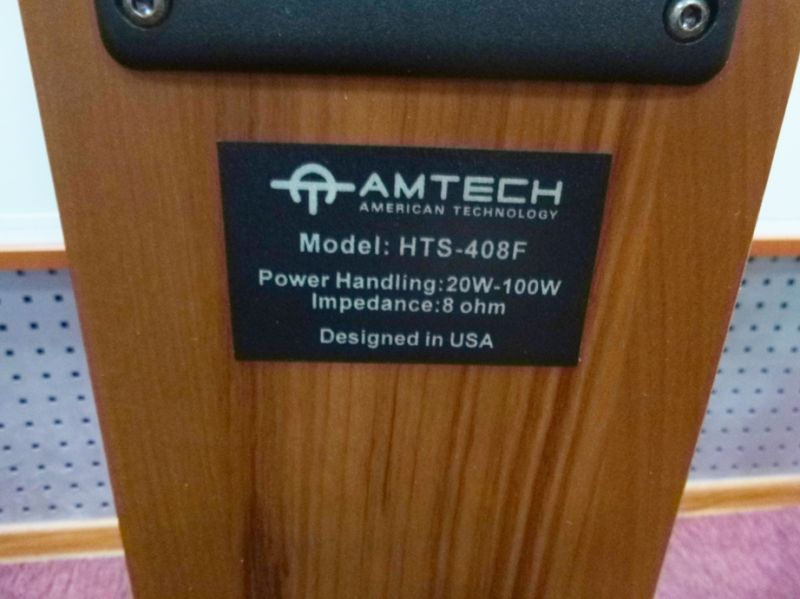 AMTECH
AMERICAN TECHNOLOGY
Model: HTS-408F
Power Handling:20W-100W
Impedance:8 ohm
Designed in USA